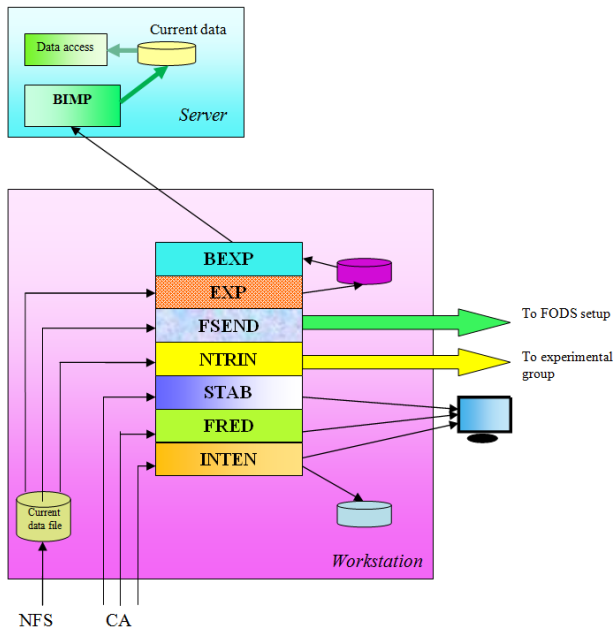 Current data
Data access
BIMP
Server
BEXP
EXP
FSEND
To FODS setup
NTRIN
To experimental
group
STAB
FRED
INTEN
Current
data file
Workstation
NFS
CA